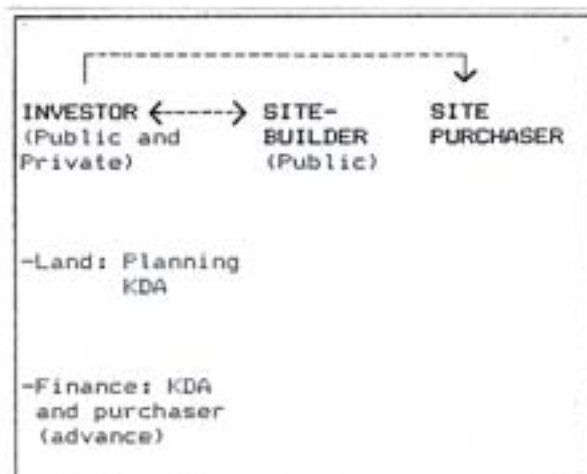 INVESTOR <-----> SITE- SITE
(Public and BUILDER PURCHASER
Private) (Public)
-Land: Planning
KDA
-Finance: KDA
and purchaser
(advance)